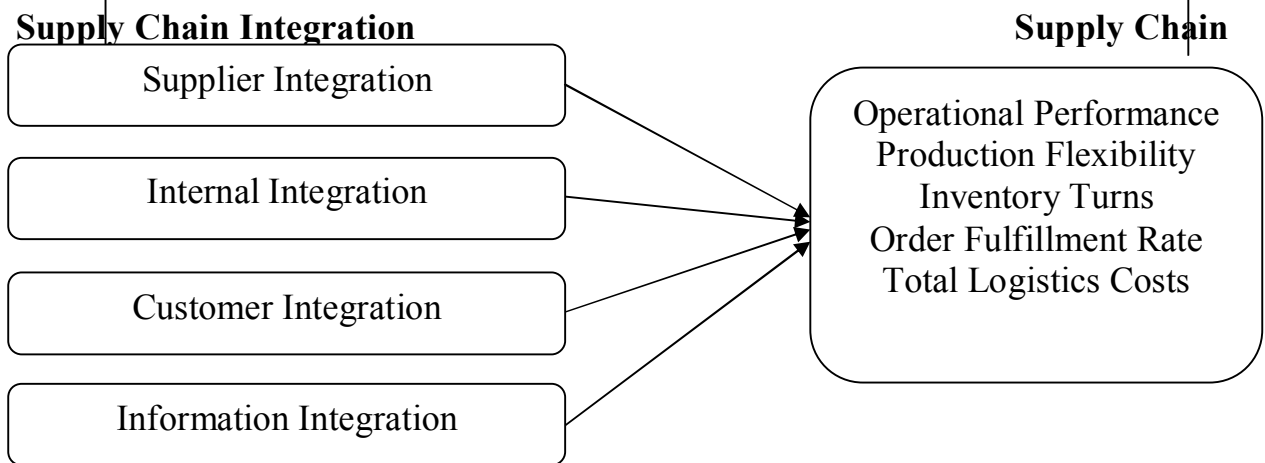 Supply Chain Integration
Supplier Integration
Internal Integration
Customer Integration
Information Integration
Supply Chain
Operational Performance
Production Flexibility
Inventory Turns
Order Fulfillment Rate
Total Logistics Costs